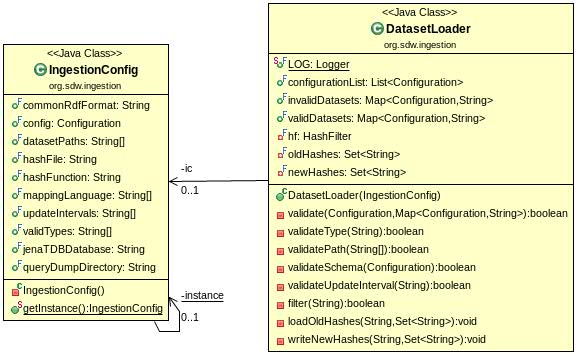 <<Java Class>>
IngestionConfig
org.sdw.ingestion
commonRdfFormat: String
config: Configuration
datasetPaths: String[]
hashFile: String
hashFunction: String
mappingLanguage: String[]
updateIntervals: String[]
validTypes: String[]
jenaTDBDatabase: String
queryDumpDirectory: String
IngestionConfig()
getInstance():IngestionConfig
-ic
0..1
-instance
0..1
<<Java Class>>
DatasetLoader
org.sdw.ingestion
LOG: Logger
configurationList: List<Configuration>
invalidDatasets: Map<Configuration,String>
validDatasets: Map<Configuration,String>
hf: HashFilter
oldHashes: Set<String>
newHashes: Set<String>
DatasetLoader(IngestionConfig)
validate(Configuration,Map<Configuration,String>):boolean
validateType(String):boolean
validatePath(String[]):boolean
validateSchema(Configuration):boolean
validateUpdateInterval(String):boolean
filter(String):boolean
loadOldHashes(String,Set<String>):void
writeNewHashes(String,Set<String>):void